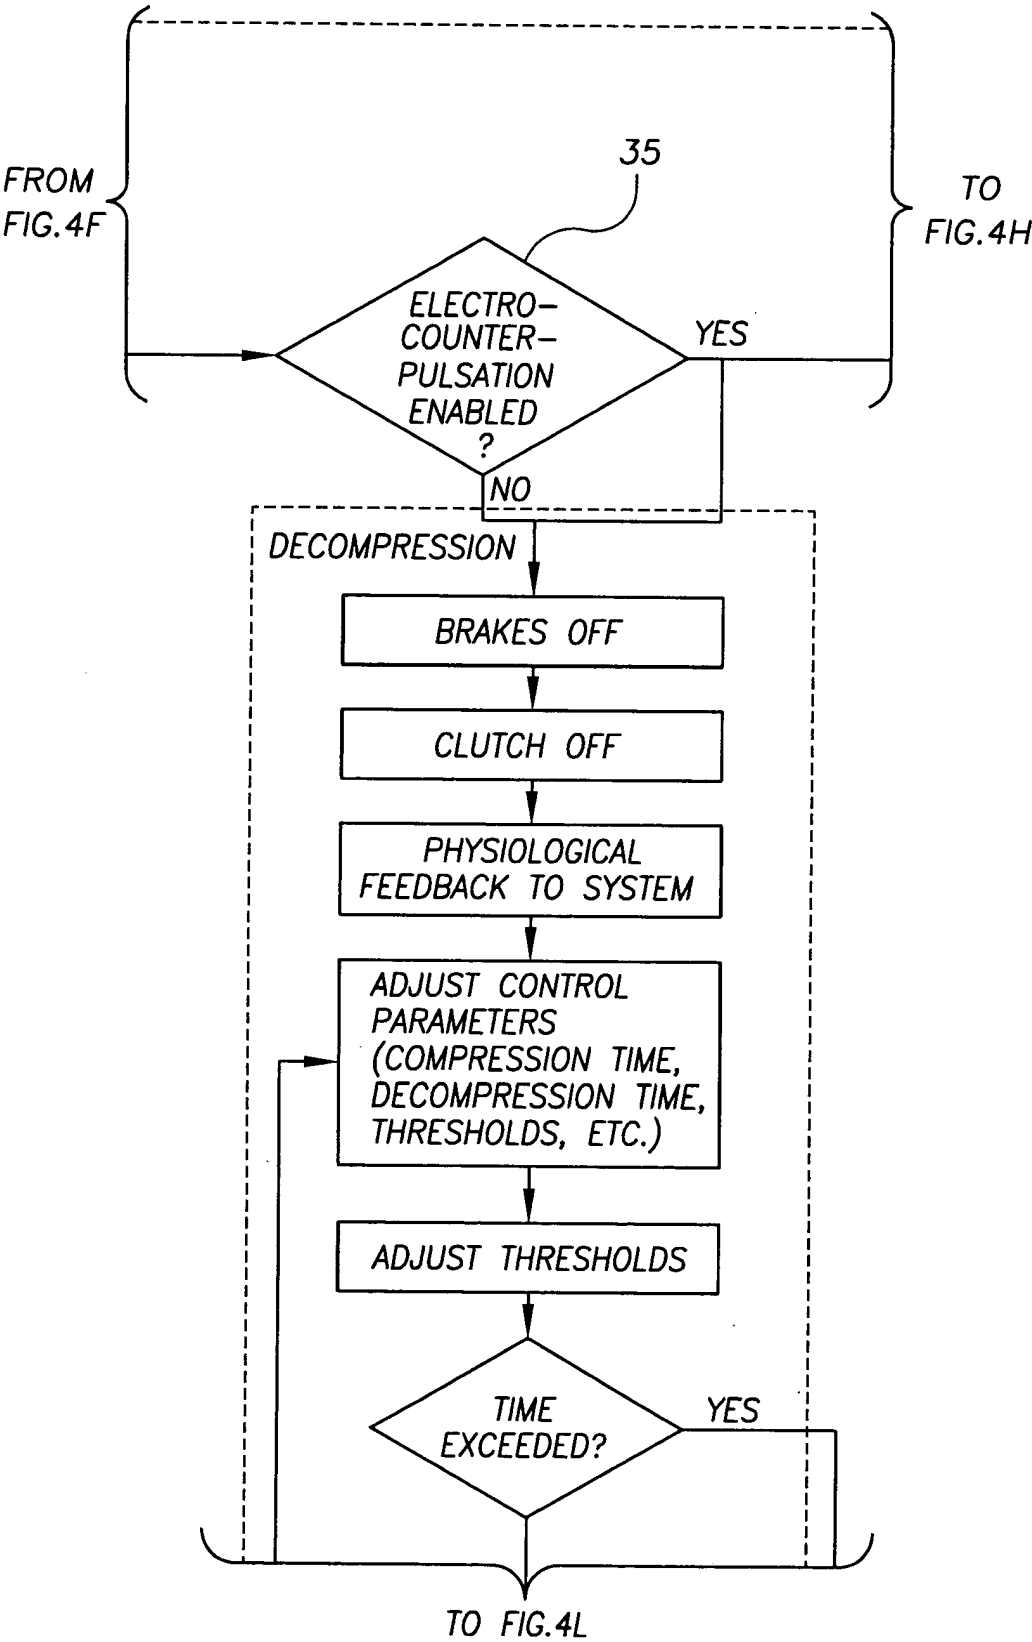 35
FROM
FIG.4F
TO
FIG.4H
ELECTRO-
COUNTER-
PULSATION
ENABLED
?
YES
NO
DECOMPRESSION
BRAKES OFF
CLUTCH OFF
PHYSIOLOGICAL
FEEDBACK TO SYSTEM
ADJUST CONTROL
PARAMETERS
(COMPRESSION TIME,
DECOMPRESSION TIME,
THRESHOLDS, ETC.)
ADJUST THRESHOLDS
TIME
EXCEEDED?
YES
TO FIG.4L